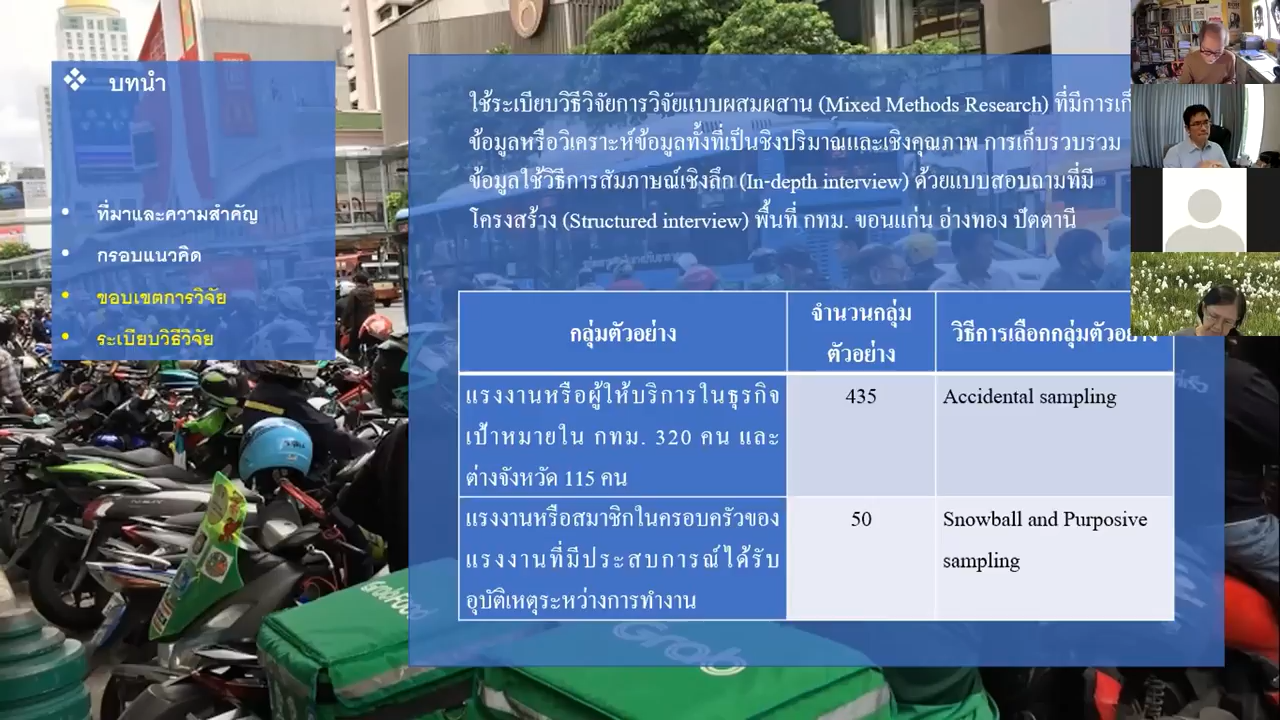 บทนำ
ที่มาและความสำคัญ
กรอบแนวคิด
ขอบเขตการวิจัย
ระเบียบวิธีวิจัย
ใช้ระเบียบวิธีวิจัยการวิจัยแบบผสมผสาน (Mixed Methods Research) ที่มีการเก็
ข้อมูลหรือวิเคราะห์ข้อมูลทั้งที่เป็นชิงปริมาณและเชิงคุณภาพ การเก็บรวบรวม
ข้อมูลใช้วิธีการสัมภาษณ์เชิงลึก (In-depth interview) ด้วยแบบสอบถามที่มี
โครงสร้าง (Structured interview) พื้นที่ กทม. ขอนแก่น อ่างทอง ปัตตานี
กลุ่มตัวอย่าง
จำนวนกลุ่ม
ตัวอย่าง
วิธีการเลือกกลุ่มตัวอย่าง
แรงงานหรือผู้ให้บริการในธุรกิจ
เป้าหมายใน กทม. 320 คน และ
ต่างจังหวัด 115 คน
435
Accidental sampling
แรงงานหรือสมาชิกในครอบครัวของ
แรงงานที่มีประสบการณ์ได้รับ
อุบัติเหตุระหว่างการทำงาน
50
Snowball and Purposive
sampling
GrabFood
Grab